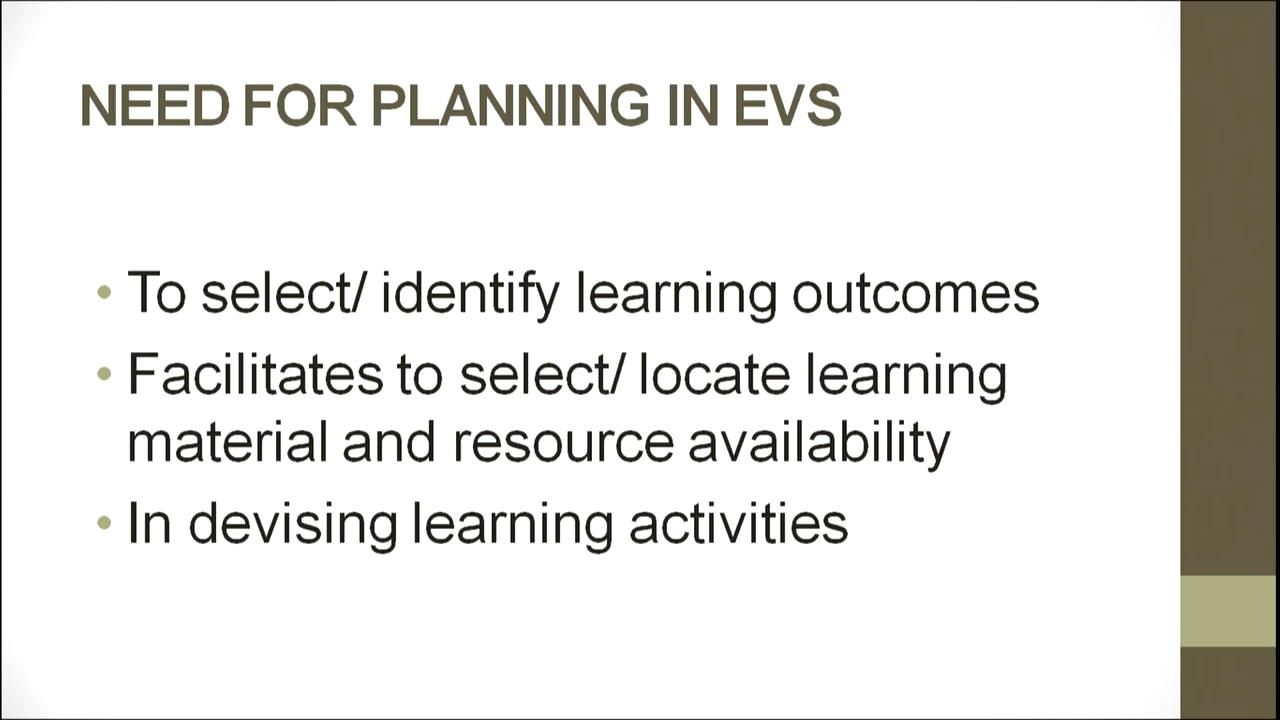 NEED FOR PLANNING IN EVS
• To select/ identify learning outcomes
• Facilitates to select/ locate learning
material and resource availability
• In devising learning activities